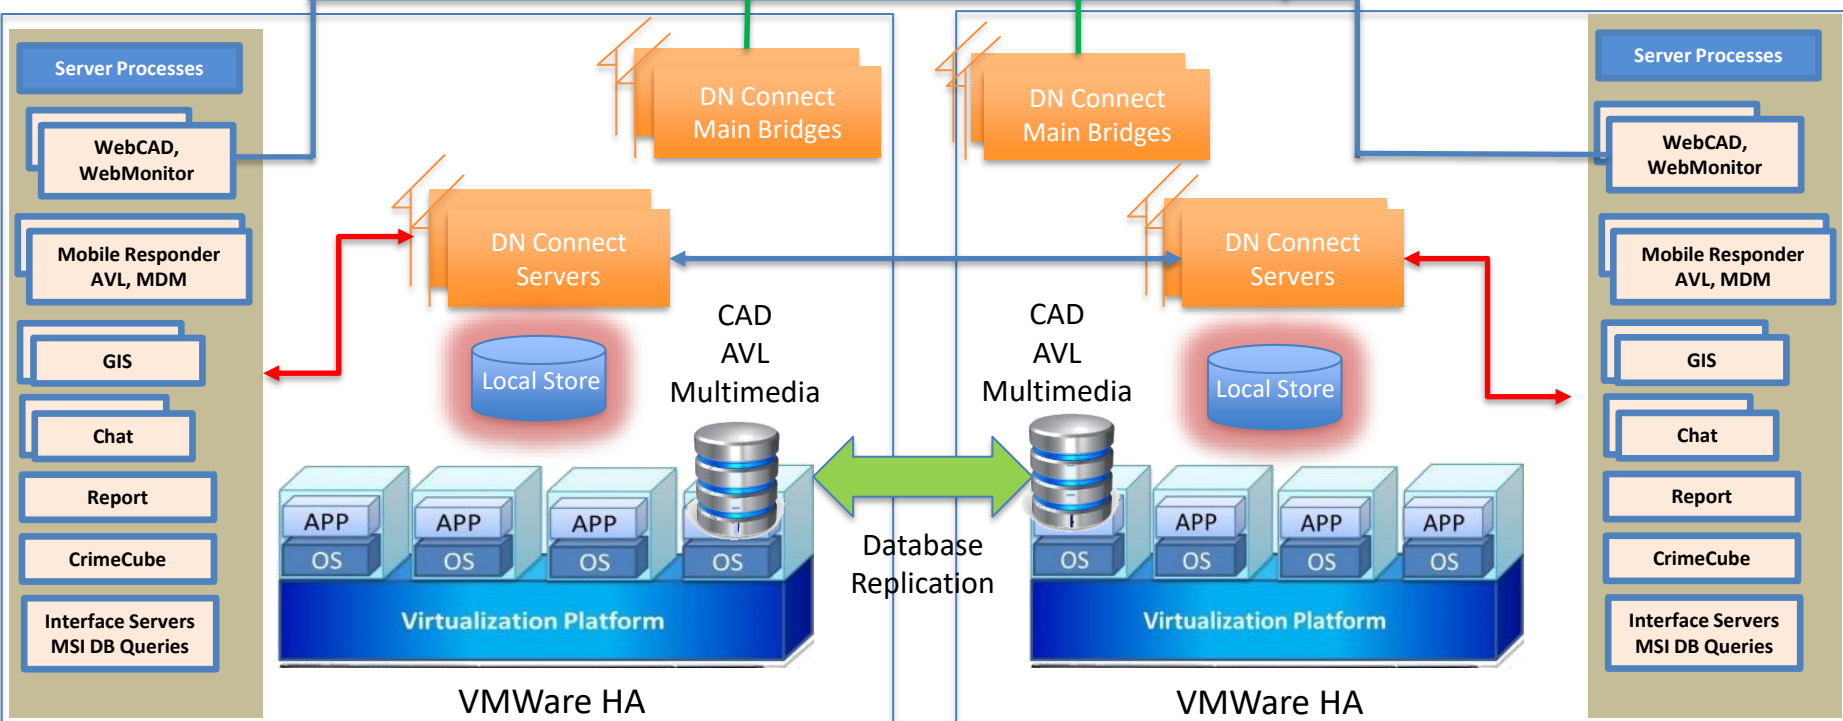 Server Processes
WebCAD,
WebMonitor
Mobile Responder
AVL, MDM
GIS
Chat
Report
CrimeCube
Interface Servers
MSI DB Queries
DN Connect
Main Bridges
DN Connect
Servers
Local Store
CAD
AVL
Multimedia
APP
APP
APP
OS
OS
OS
OS
Virtualization Platform
VMWare HA
Database
Replication
DN Connect
Main Bridges
DN Connect
Servers
CAD
AVL
Multimedia
Local Store
APP
APP
APP
OS
OS
OS
OS
Virtualization Platform
VMWare HA
Server Processes
WebCAD,
WebMonitor
Mobile Responder
AVL, MDM
GIS
Chat
Report
CrimeCube
Interface Servers
MSI DB Queries